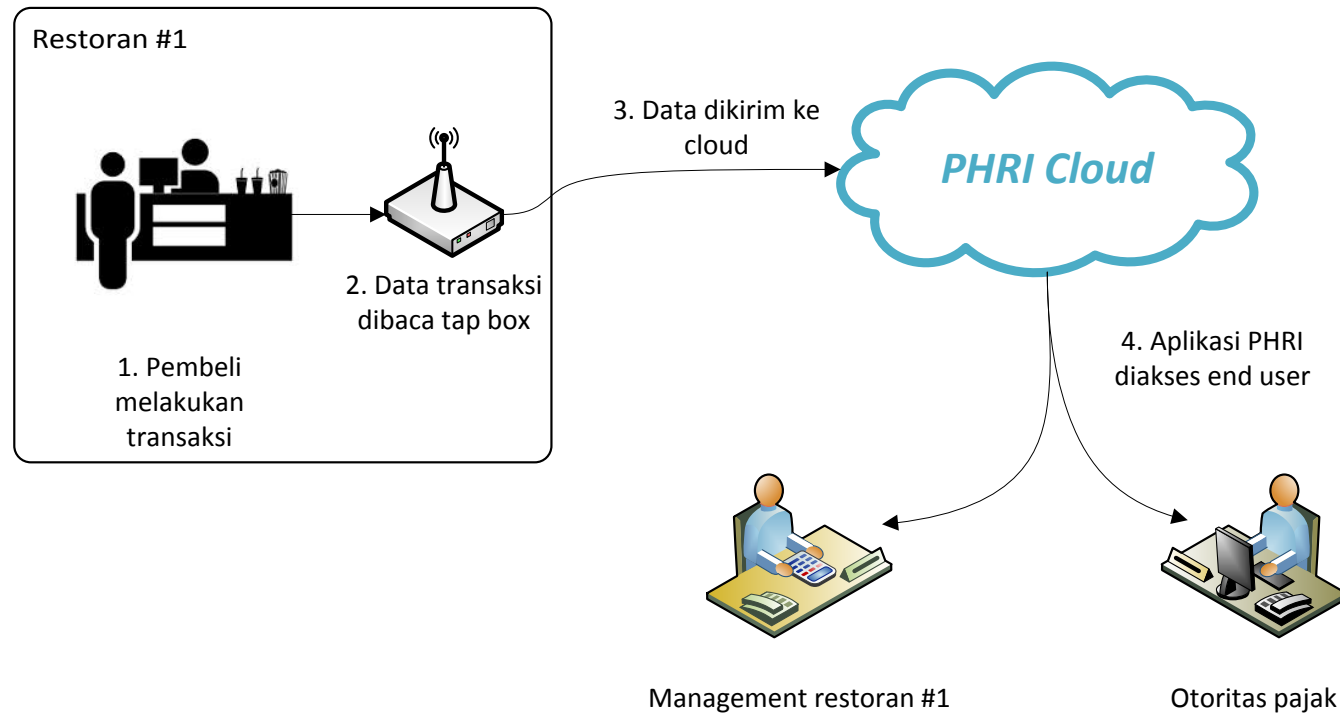 Restoran #1
1. Pembeli
melakukan
transaksi
2. Data transaksi
dibaca tap box
3. Data dikirim ke
cloud
PHRI Cloud
4. Aplikasi PHRI
diakses end user
Management restoran #1
Otoritas pajak